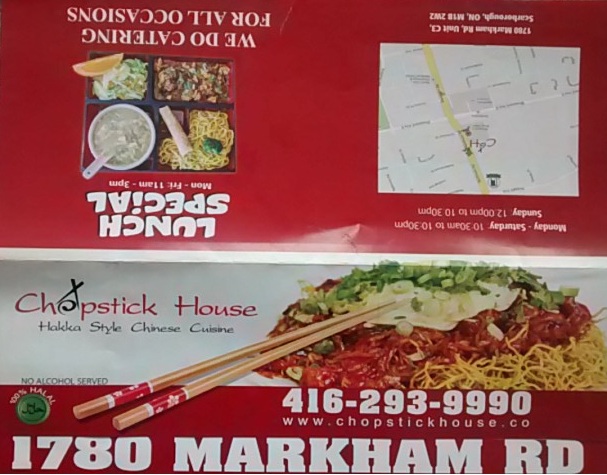 WE DO CATERING
FOR ALL OCCASIONS
1780 Markham Rd, Unit C3,
Scarborough, ON, M1B 2W2
LUNCH
SPECIAL
Mon - Fri: 11am - 3pm
Monday - Saturday 10:30am to 10:30pm
Sunday 12.00pm to 10.30pm
Chopstick House
Hakka Style Chinese Cuisine
NO ALCOHOL SERVED
100% HALAL
416-293-9990
www.chopstickhouse.co
1780 MARKHAM RD